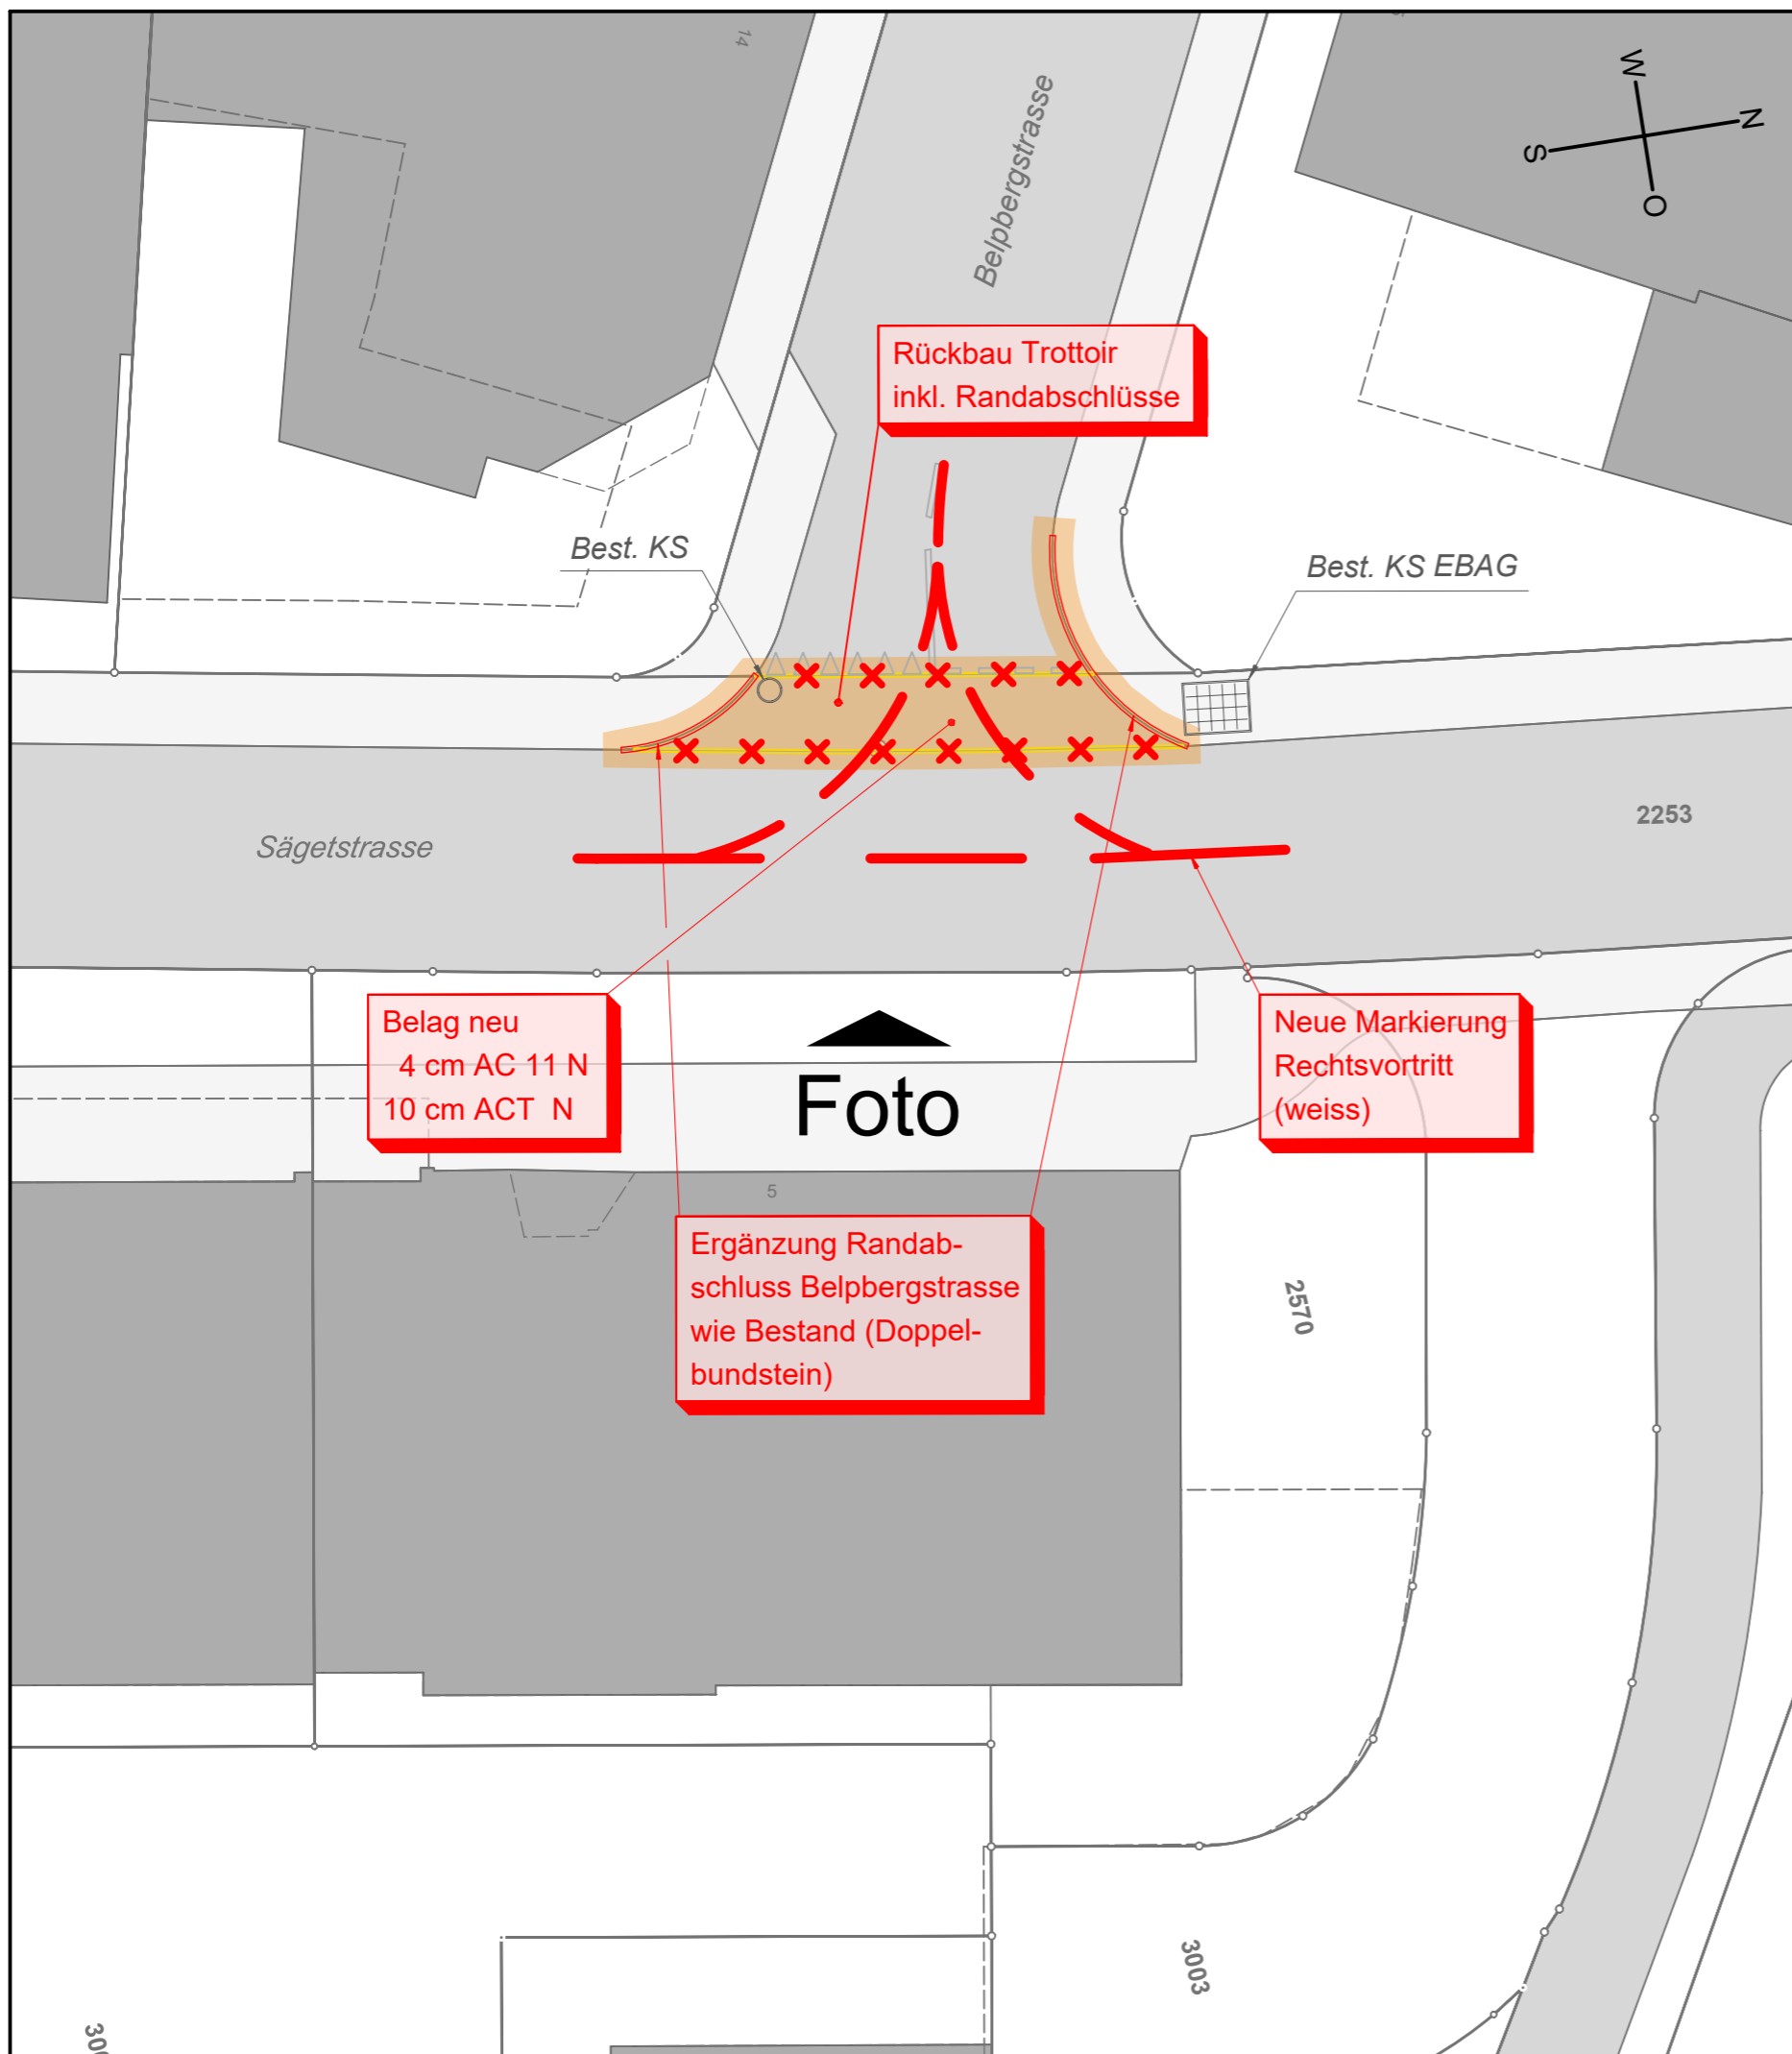 14
Belpbergstrasse
W
N
S
O
Rückbau Trottoir
inkl. Randabschlüsse
Best. KS
Best. KS EBAG
Sägetstrasse
2253
Belag neu
4 cm AC 11 N
10 cm ACT  N
Foto
Neue Markierung
Rechtsvortritt
(weiss)
5
Ergänzung Randab-
schluss Belpbergstrasse
wie Bestand (Doppel-
bundstein)
2570
3003